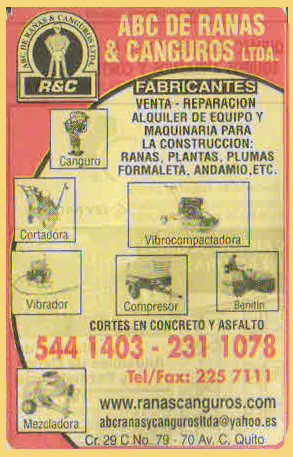 ABC DE RANAS & CANGUROS LTDA.
R&C
ABC DE RANAS
& CANGUROS LTDA.
FABRICANTES
VENTA - REPARACION
ALQUILER DE EQUIPO Y
MAQUINARIA PARA
LA CONSTRUCCION:
RANAS, PLANTAS, PLUMAS
FORMALETA, ANDAMIO,ETC.
Canguro
Cortadora
Vibrocompactadora
Vibrador
Compresor
Benitin
CORTES EN CONCRETO Y ASFALTO
544 1403 - 231 1078
Tel/Fax: 225 7111
Mezcladora
www.ranascanguros.com
abcranasycangurosltda@yahoo.es
Cr. 29 C No. 79 - 70 Av. C. Quito